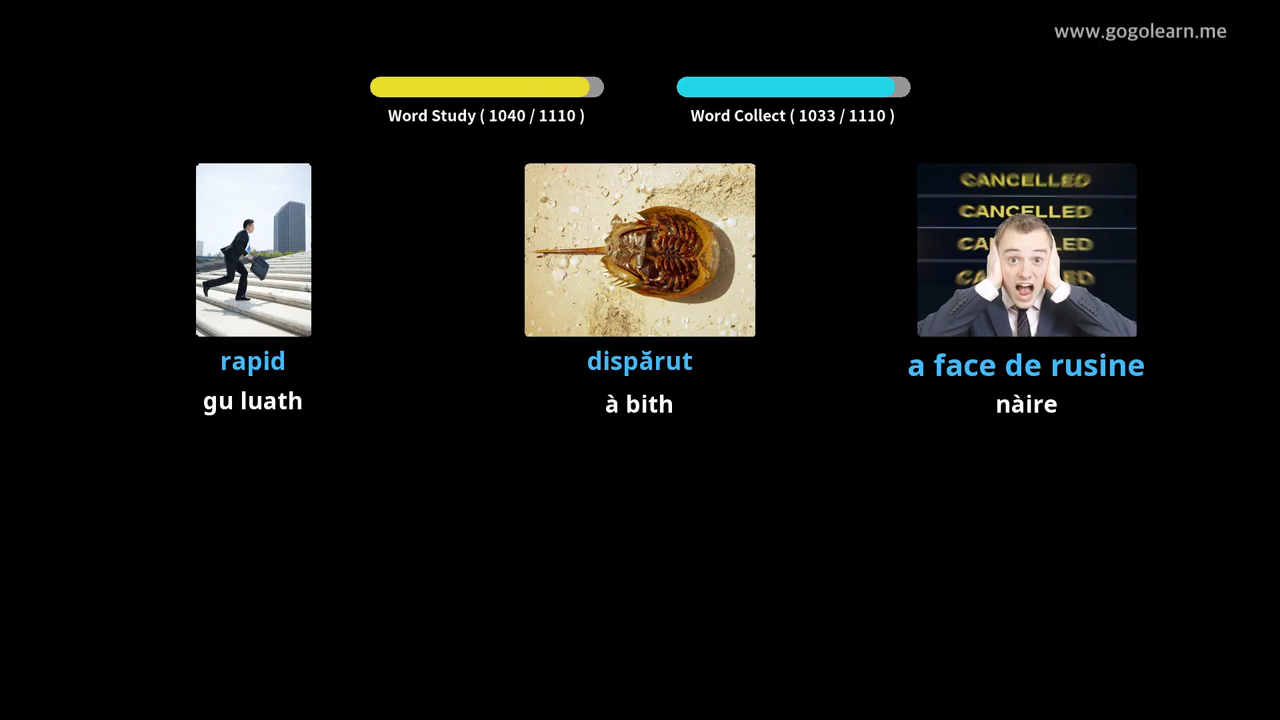 www.gogolearn.me
Word Study ( 1040 / 1110 )
Word Collect ( 1033 / 1110 )
CANCELLED
CANCELLED
rapid
dispărut
a face de rusine
gu luath
à bith
nàire